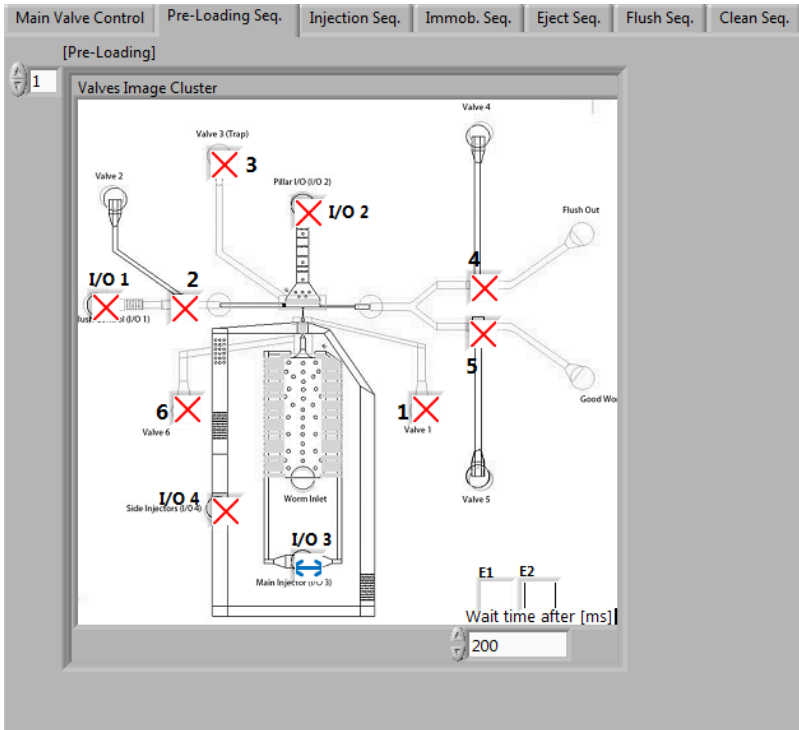 Main Valve Control
Pre-Loading Seq.
Injection Seq.
Immob. Seq.
Eject Seq.
Flush Seq.
Clean Seq.
[Pre-Loading]
1
Valves Image Cluster
Valve 4
Valve 3 (Trap)
3
Valve 2
Pillar I/O (I/O 2)
I/O 2
Flush Out
4
I/O 1
2
(I/O 1)
5
6
1
Good
Valve 6
Valve 1
I/O 4
Side Injectors (I/O 4)
Worm Inlet
Valve 5
I/O 3
Main Injector (I/O 3)
E1
E2
Wait time after [ms]
200